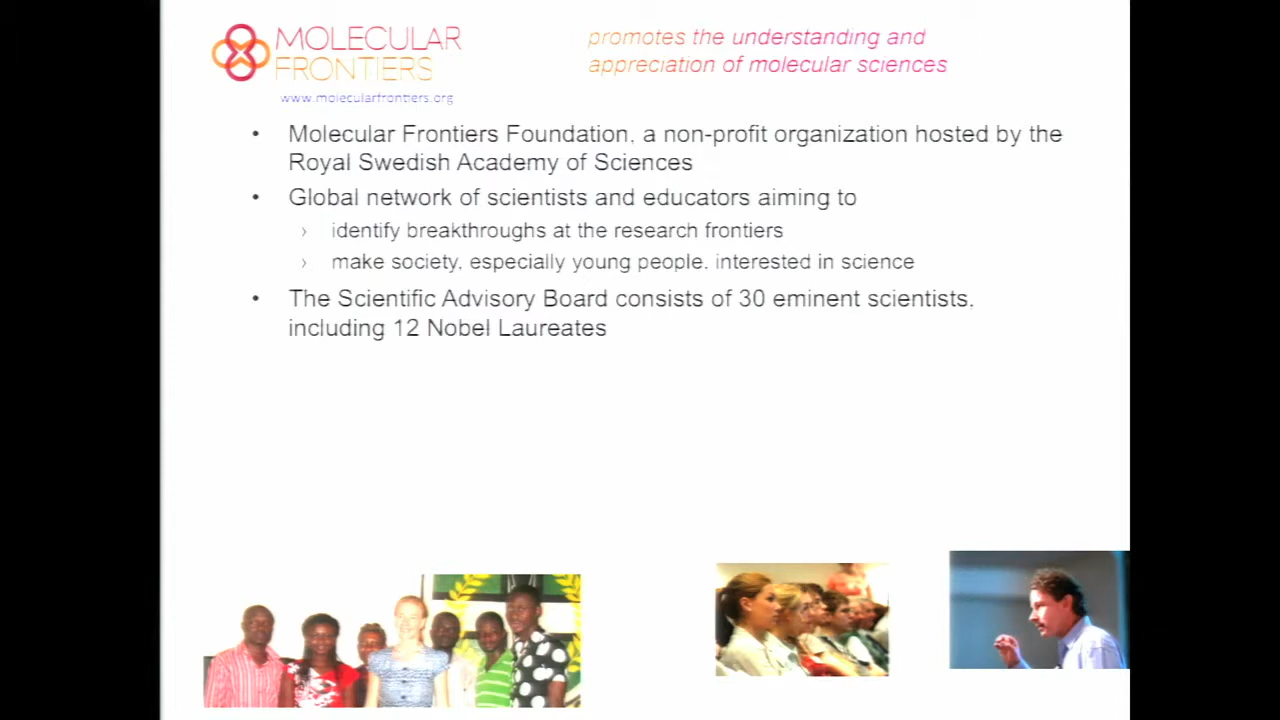 MOLECULAR
FRONTIERS
www.molecularfrontiers.org
promotes the understanding and
appreciation of molecular sciences
• Molecular Frontiers Foundation, a non-profit organization hosted by the
Royal Swedish Academy of Sciences
• Global network of scientists and educators aiming to
› identify breakthroughs at the research frontiers
› make society, especially young people, interested in science
• The Scientific Advisory Board consists of 30 eminent scientists,
including 12 Nobel Laureates